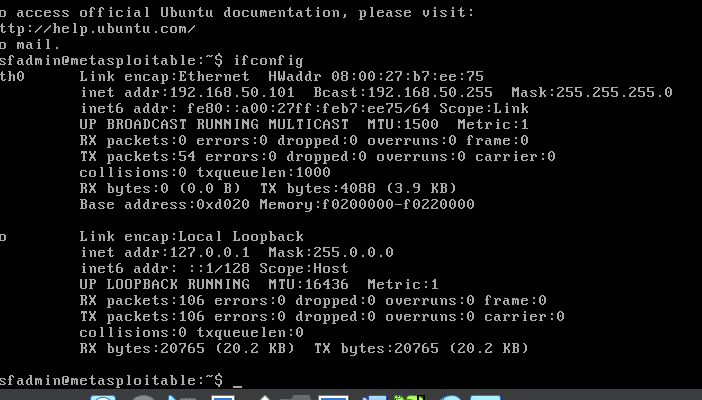 o access official Ubuntu documentation, please visit:
ttp://help.ubuntu.com/
o mail.
sfadmin@metasploitable:~$ ifconfig
th0 Link encap:Ethernet HWaddr 08:00:27:b7:ee:75
inet addr:192.168.50.101 Bcast:192.168.50.255 Mask:255.255.255.0
inet6 addr: fe80::a00:27ff:feb7:ee75/64 Scope:Link
UP BROADCAST RUNNING MULTICAST MTU:1500 Metric:1
RX packets:0 errors:0 dropped:0 overruns:0 frame:0
TX packets:54 errors:0 dropped:0 overruns:0 carrier:0
collisions:0 txqueuelen:1000
RX bytes:0 (0.0 B) TX bytes:4088 (3.9 KB)
Base address:0xd020 Memory:f0200000-f0220000
o Link encap:Local Loopback
inet addr:127.0.0.1 Mask:255.0.0.0
inet6 addr: ::1/128 Scope:Host
UP LOOPBACK RUNNING MTU:16436 Metric:1
RX packets:106 errors:0 dropped:0 overruns:0 frame:0
TX packets:106 errors:0 dropped:0 overruns:0 carrier:0
collisions:0 txqueuelen:0
RX bytes:20765 (20.2 KB) TX bytes:20765 (20.2 KB)
sfadmin@metasploitable:~$ _